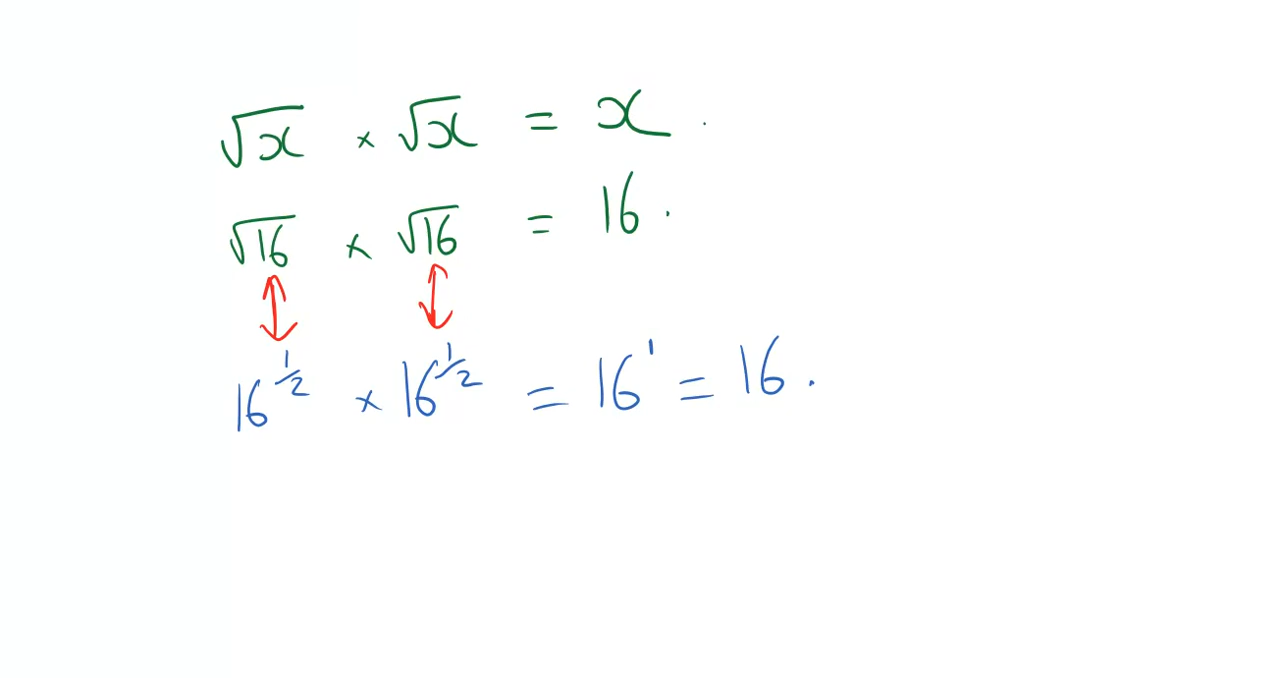 √x × √x = x .
√16 × √16 = 16 .
16^1/2 × 16^1/2 = 16^1 = 16 .